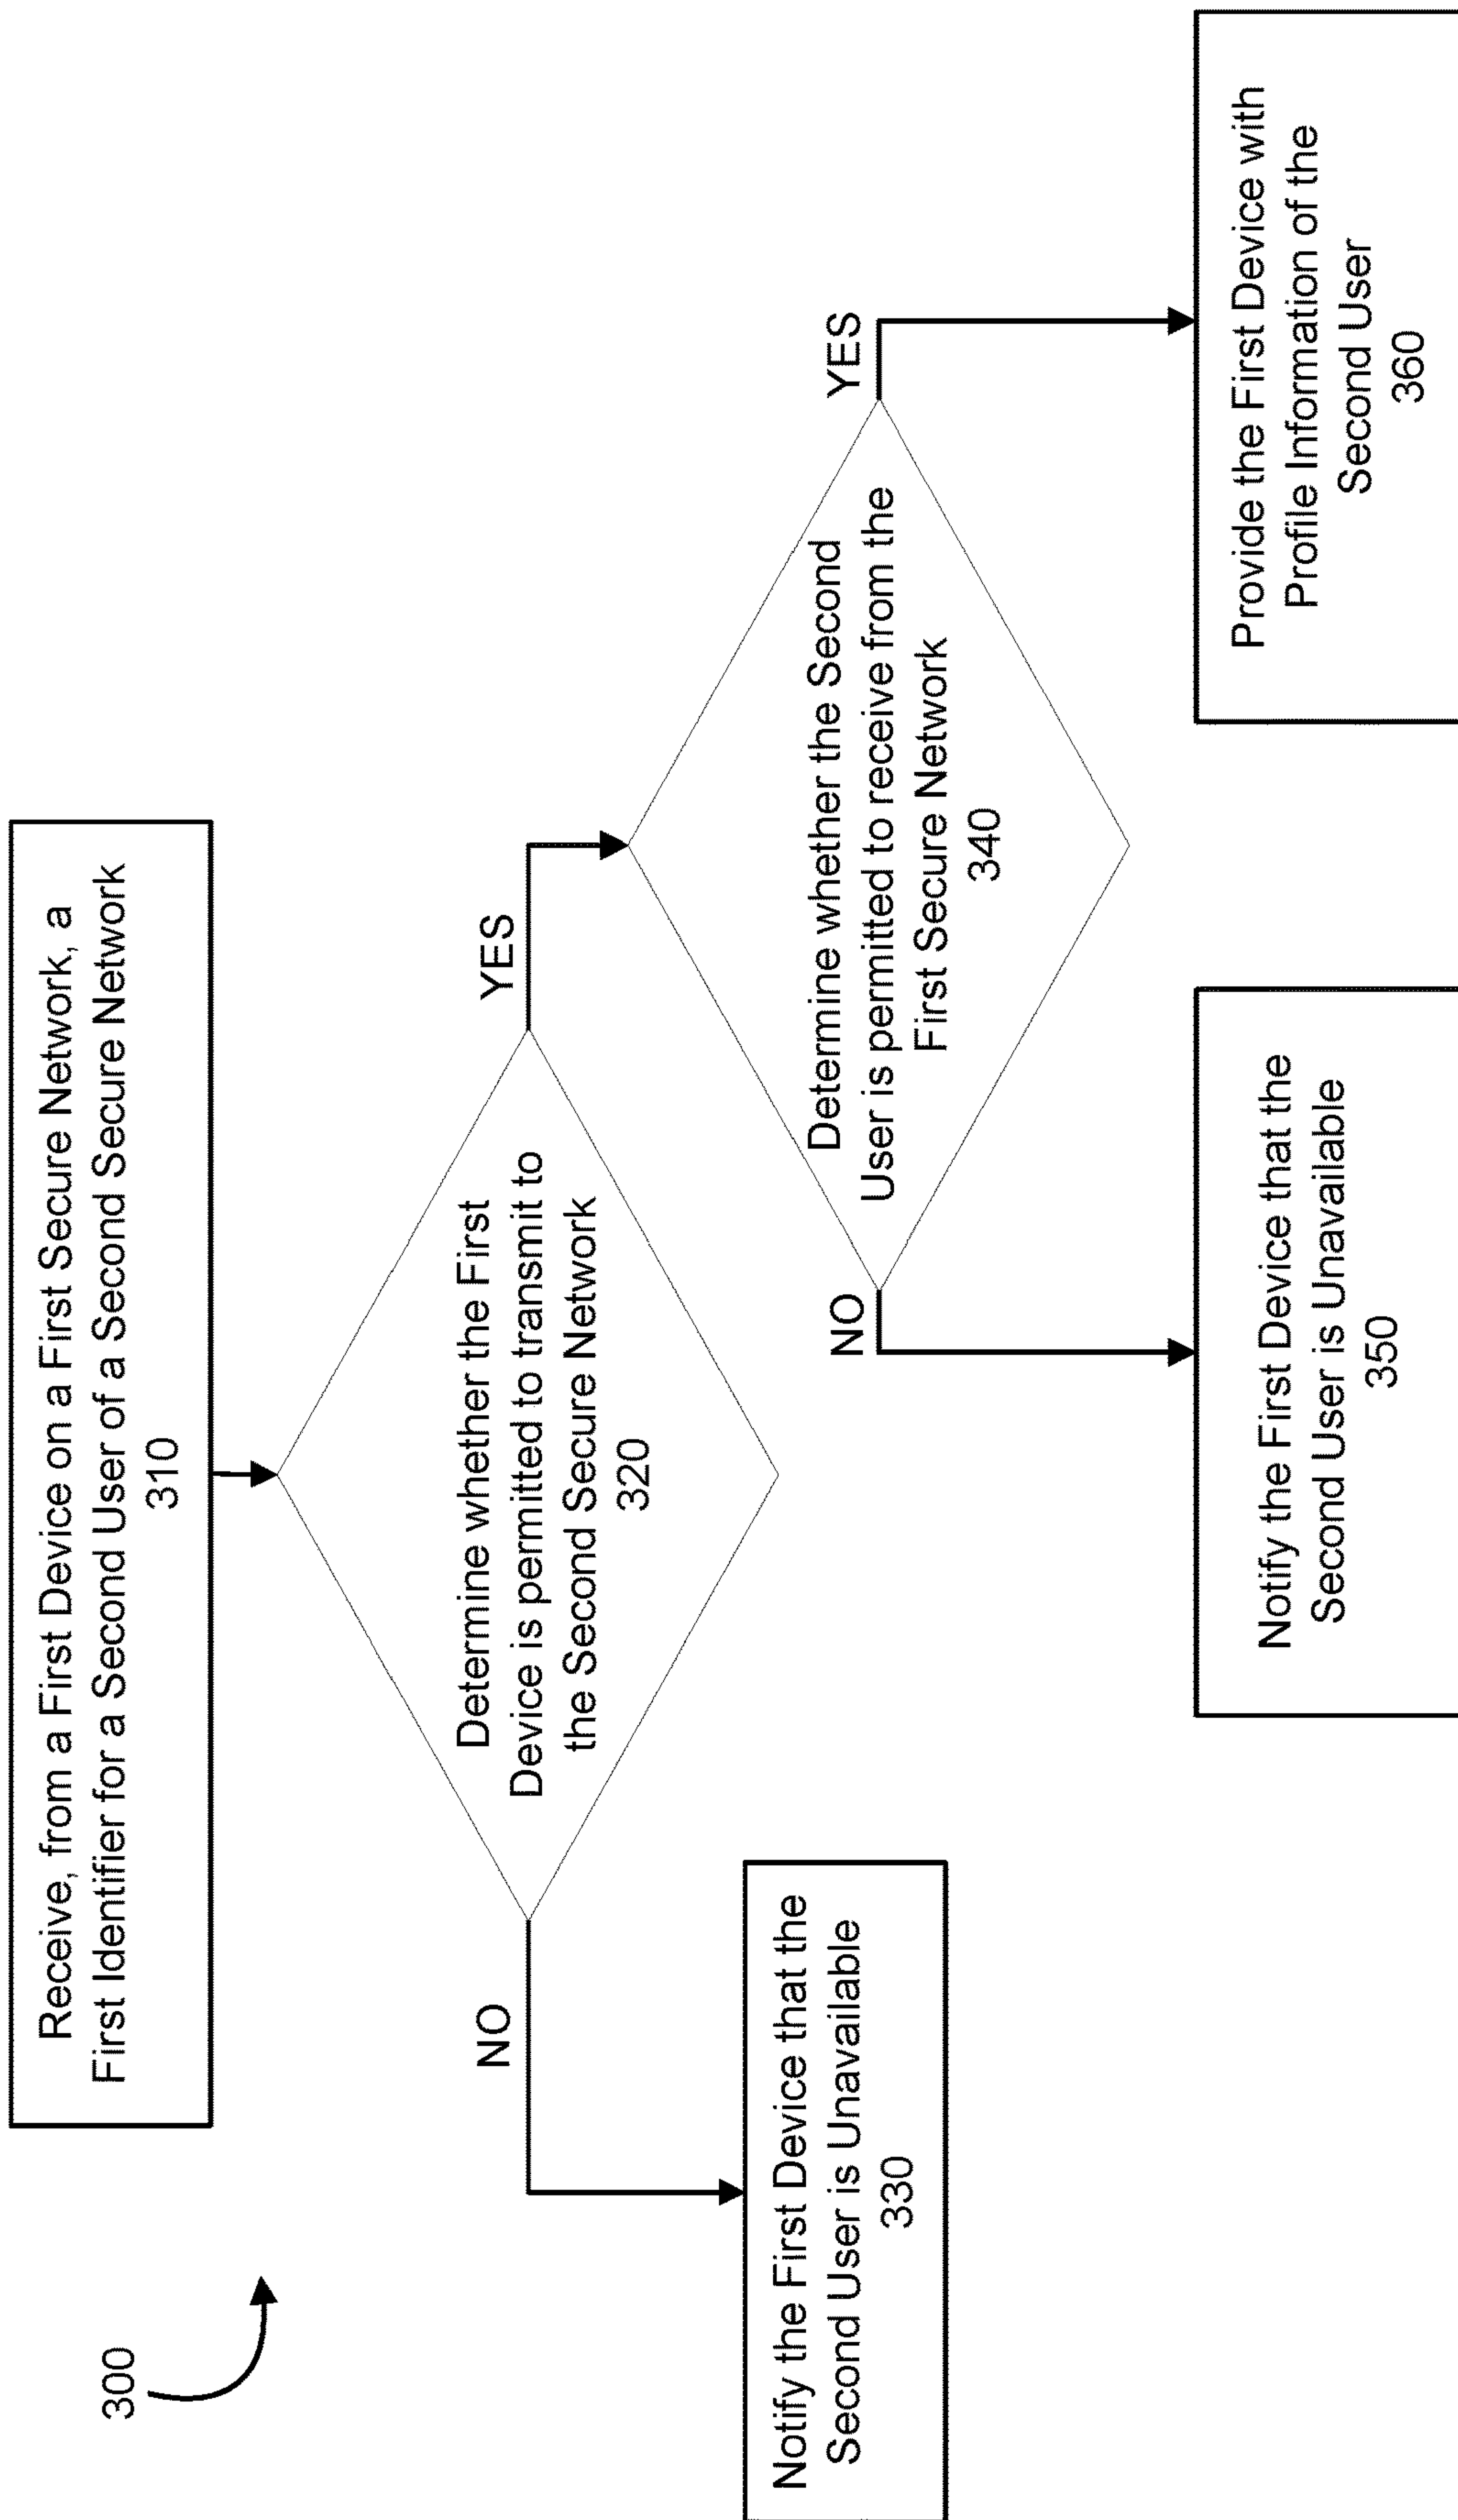 300
Receive, from a First Device on a First Secure Network, a
First Identifier for a Second User of a Second Secure Network
310
Determine whether the First
Device is permitted to transmit to
the Second Secure Network
320
NO
YES
Notify the First Device that the
Second User is Unavailable
330
Determine whether the Second
User is permitted to receive from the
First Secure Network
340
NO
YES
Notify the First Device that the
Second User is Unavailable
350
Provide the First Device with
Profile Information of the
Second User
360